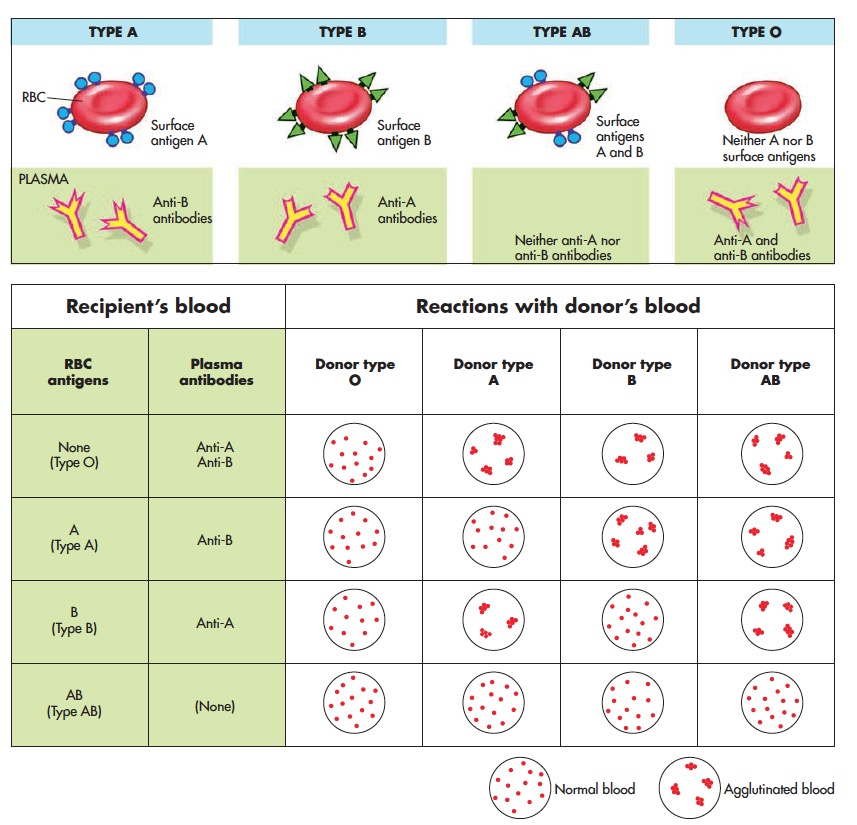 TYPE A
TYPE B
TYPE AB
TYPE O
RBC
Surface
antigen A
Surface
antigen B
Surface
antigens
A and B
Neither A nor B
surface antigens
PLASMA
Anti-B
antibodies
Anti-A
antibodies
Neither anti-A nor
anti-B antibodies
Anti-A and
anti-B antibodies
Recipient's blood
Reactions with donor's blood
RBC
antigens
Plasma
antibodies
Donor type
O
Donor type
A
Donor type
B
Donor type
AB
None
(Type O)
Anti-A
Anti-B
A
(Type A)
Anti-B
B
(Type B)
Anti-A
AB
(Type AB)
(None)
Normal blood
Agglutinated blood